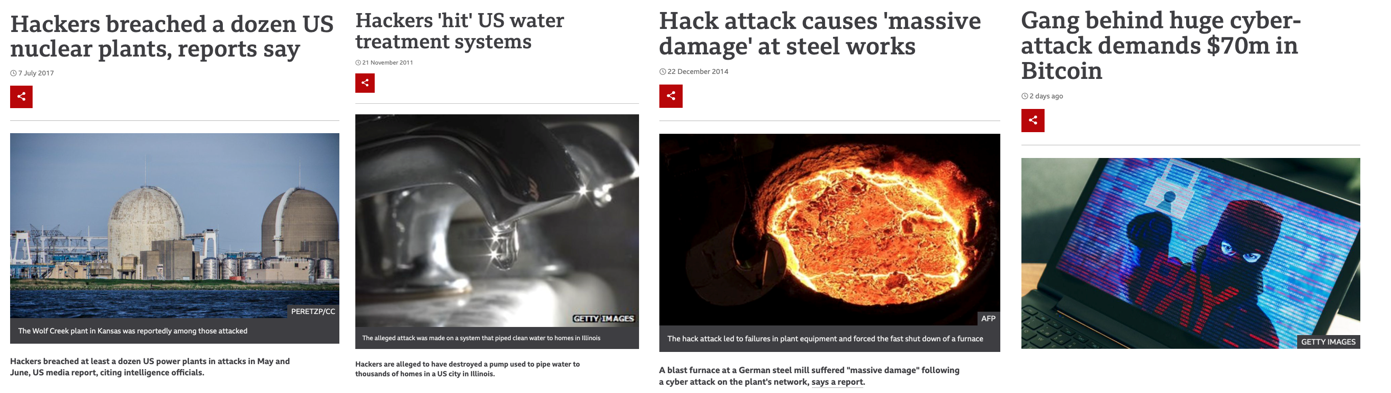 Hackers breached a dozen US
nuclear plants, reports say
7 July 2017
PERETZP/CC
The Wolf Creek plant in Kansas was reportedly among those attacked
Hackers breached at least a dozen US power plants in attacks in May and
June, US media report, citing intelligence officials.
Hackers 'hit' US water
treatment systems
21 November 2011
GETTY IMAGES
The alleged attack was made on a system that piped clean water to homes in Illinois
Hackers are alleged to have destroyed a pump used to pipe water to
thousands of homes in a US city in Illinois.
Hack attack causes 'massive
damage' at steel works
22 December 2014
AFP
The hack attack led to failures in plant equipment and forced the fast shut down of a furnace
A blast furnace at a German steel mill suffered "massive damage" following
a cyber attack on the plant's network, says a report.
Gang behind huge cyber-
attack demands $70m in
Bitcoin
2 days ago
PAY
GETTY IMAGES